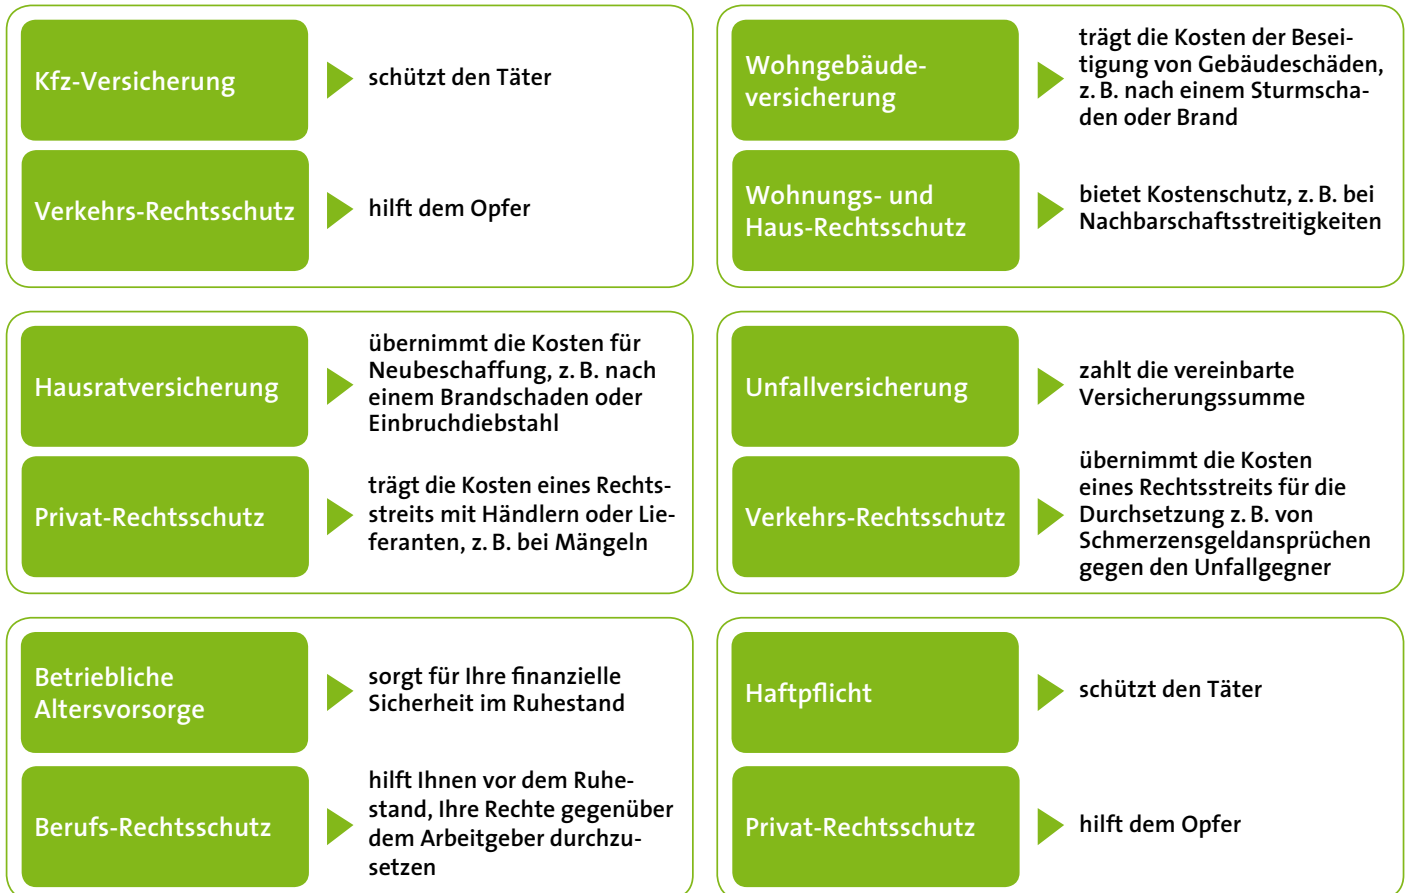 Kfz-Versicherung
schützt den Täter
Verkehrs-Rechtsschutz
hilft dem Opfer
Wohngebäude-
versicherung
trägt die Kosten der Besei-
tigung von Gebäudeschäden,
z. B. nach einem Sturmscha-
den oder Brand
Wohnungs- und
Haus-Rechtsschutz
bietet Kostenschutz, z. B. bei
Nachbarschaftsstreitigkeiten
Hausratversicherung
übernimmt die Kosten für
Neubeschaffung, z. B. nach
einem Brandschaden oder
Einbruchdiebstahl
Privat-Rechtsschutz
trägt die Kosten eines Rechts-
streits mit Händlern oder Lie-
feranten, z. B. bei Mängeln
Unfallversicherung
zahlt die vereinbarte
Versicherungssumme
Verkehrs-Rechtsschutz
übernimmt die Kosten
eines Rechtsstreits für die
Durchsetzung z. B. von
Schmerzensgeldansprüchen
gegen den Unfallgegner
Betriebliche
Altersvorsorge
sorgt für Ihre finanzielle
Sicherheit im Ruhestand
Berufs-Rechtsschutz
hilft Ihnen vor dem Ruhe-
stand, Ihre Rechte gegenüber
dem Arbeitgeber durchzu-
setzen
Haftpflicht
schützt den Täter
Privat-Rechtsschutz
hilft dem Opfer